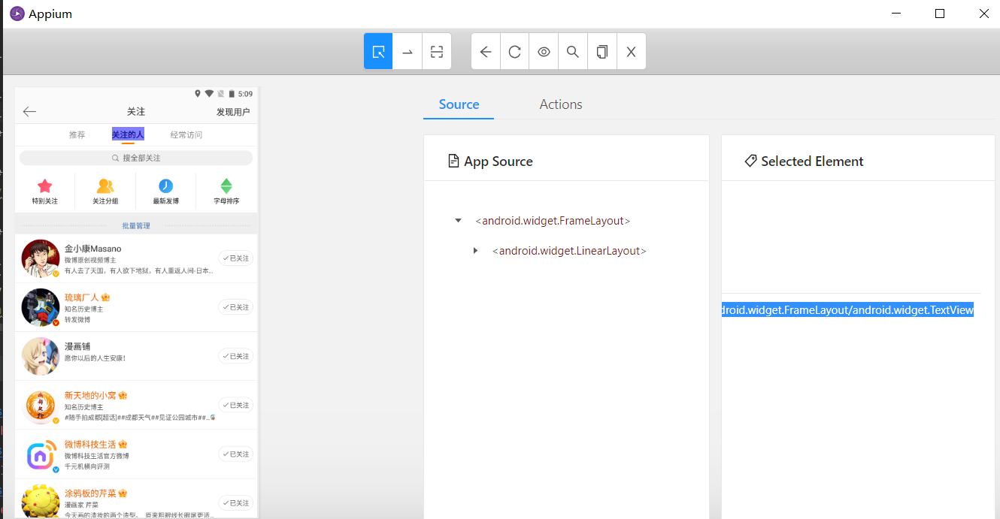 Appium
5:09
关注
发现用户
推荐
关注的人
经常访问
搜全部关注
特别关注
关注分组
最新发博
字母排序
批量管理
金小康Masano
微博原创视频博主
有人去了天国，有人欲下地狱，有人重返人间-日本...
已关注
琉璃厂人
知名历史博主
转发微博
已关注
漫画铺
愿你以后的人生安康！
已关注
新天地的小窝
知名历史博主
#随手拍成都[超话]##成都天气##见证公园城市##...
已关注
微博科技生活
微博科技生活官方微博
千元机横向评测
已关注
涂鸦板的芹菜
漫画家 芹菜
今天画的渣妆的两个造型。 原来粗眼线长眼尾更适...
已关注
Source
Actions
App Source
<android.widget.FrameLayout>
<android.widget.LinearLayout>
Selected Element
droid.widget.FrameLayout/android.widget.TextView